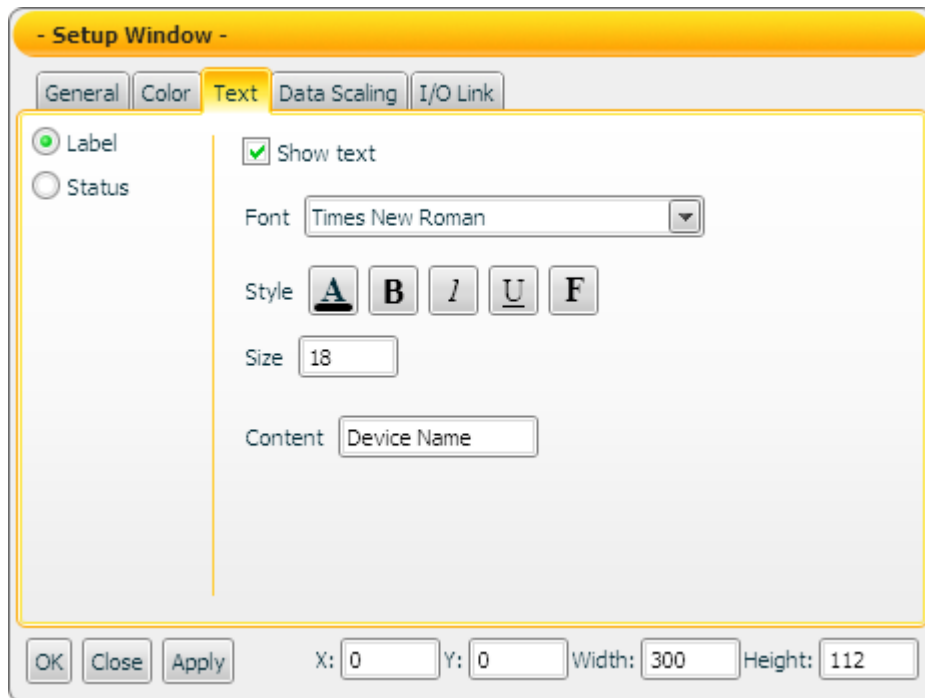 - Setup Window -
General Color Text Data Scaling I/O Link
Label
Status
Show text
Font Times New Roman
Style A B I U F
Size 18
Content Device Name
OK Close Apply X: 0 Y: 0 Width: 300 Height: 112